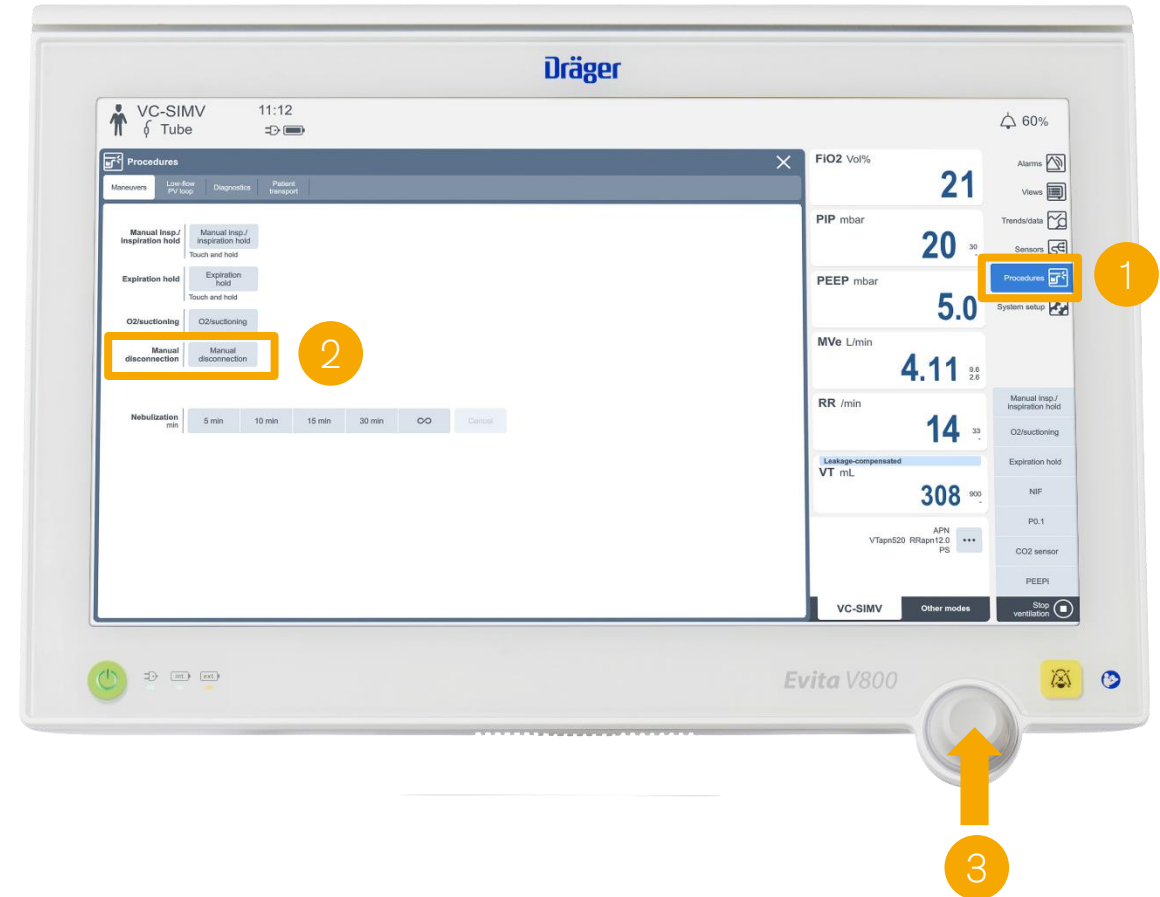 Dräger
VC-SIMV
11:12
Tube
60%
Procedures
Maneuvers
Low-flow
PV loop
Diagnostics
Patient
transport
Manual Insp./
Inspiration hold
Manual insp./
inspiration hold
Touch and hold
Expiration hold
Expiration
hold
Touch and hold
O2/suctioning
O2/suctioning
Manual
disconnection
Manual
disconnection
2
Nebulization
min
5 min
10 min
15 min
30 min
∞
Cancel
FiO2 Vol%
21
PIP mbar
20
30
-
PEEP mbar
5.0
MVe L/min
4.11
9.6
2.6
RR /min
14
33
-
Leakage-compensated
VT mL
308
900
-
APN
VTapn520 RRapn12.0
PS
•••
VC-SIMV
Other modes
Alarms
Views
Trends/data
Sensors
Procedures
1
System setup
Manual insp./
inspiration hold
O2/suctioning
Expiration hold
NIF
P0.1
CO2 sensor
PEEPi
Stop
ventilation
int.
ext.
Evita V800
3